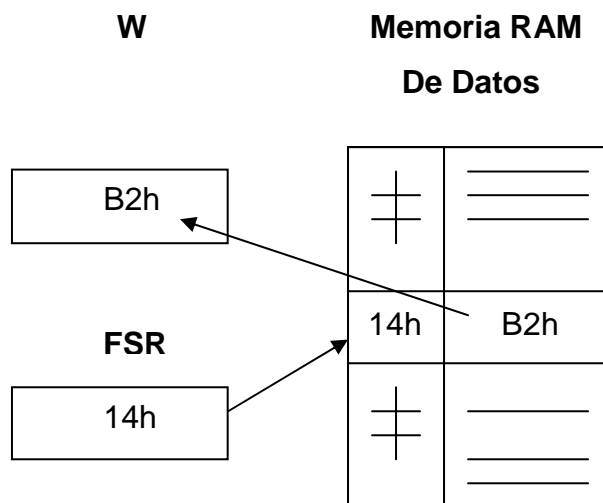 W
Memoria RAM
De Datos
B2h
14h
B2h
FSR
14h